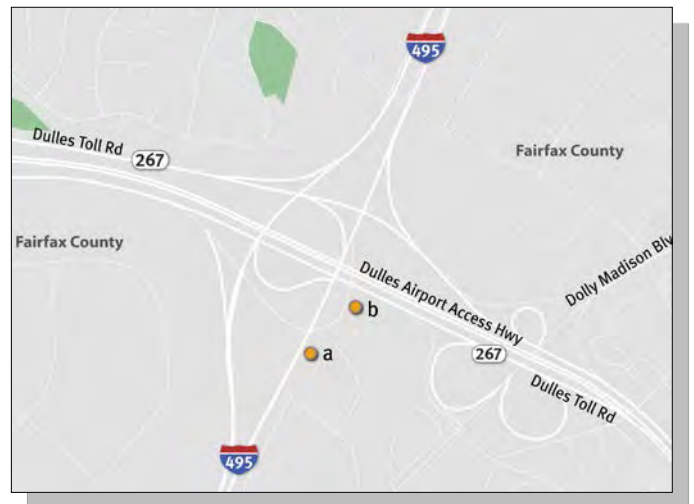 495
Dulles Toll Rd
267
Fairfax County
Fairfax County
Dolly Madison Blv
Dulles Airport Access Hwy
b
a
267
Dulles Toll Rd
495